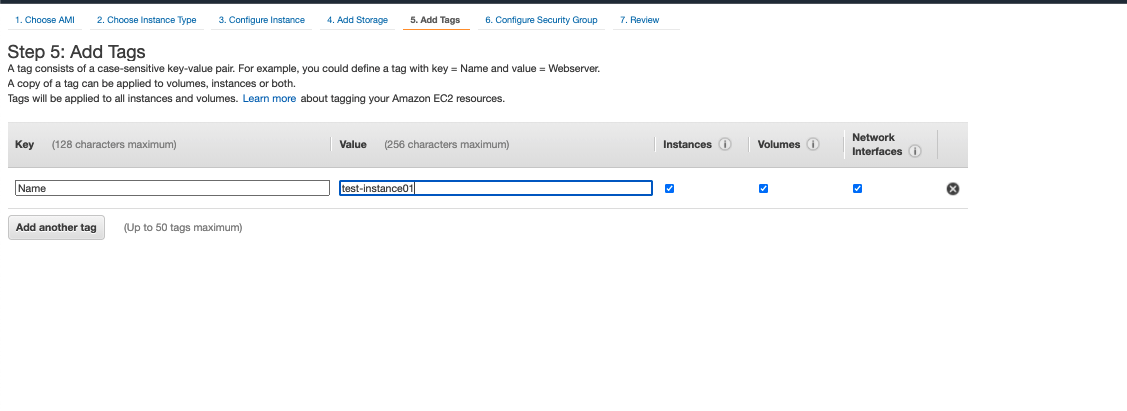 1. Choose AMI 2. Choose Instance Type 3. Configure Instance 4. Add Storage 5. Add Tags 6. Configure Security Group 7. Review
Step 5: Add Tags
A tag consists of a case-sensitive key-value pair. For example, you could define a tag with key = Name and value = Webserver.
A copy of a tag can be applied to volumes, instances or both.
Tags will be applied to all instances and volumes. Learn more about tagging your Amazon EC2 resources.
Key (128 characters maximum) Value (256 characters maximum) Instances i Volumes i Network
Interfaces i
Name test-instance01
Add another tag (Up to 50 tags maximum)